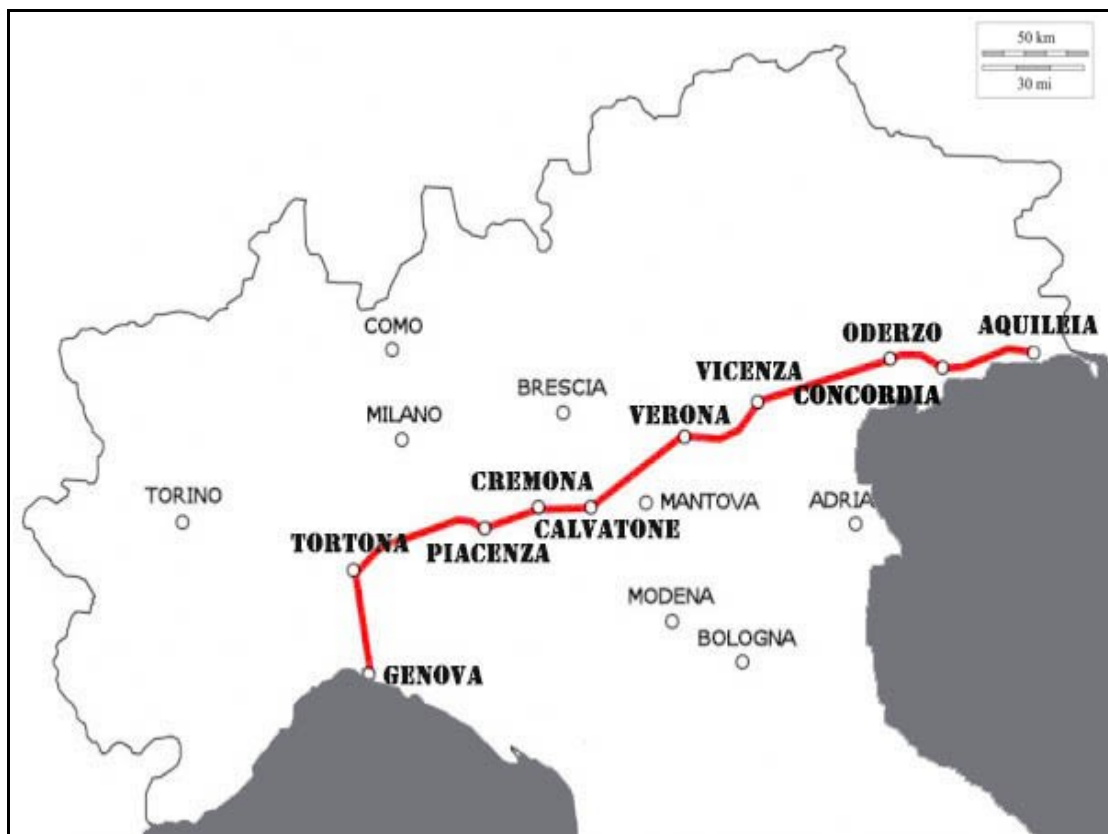 50 km
30 mi
COMO
ODERZO
AQUILEIA
BRESCIA
VICENZA
CONCORDIA
MILANO
VERONA
TORINO
CREMONA
MANTOVA
ADRIA
CALVATONE
TORTONA
PIACENZA
MODENA
BOLOGNA
GENOVA